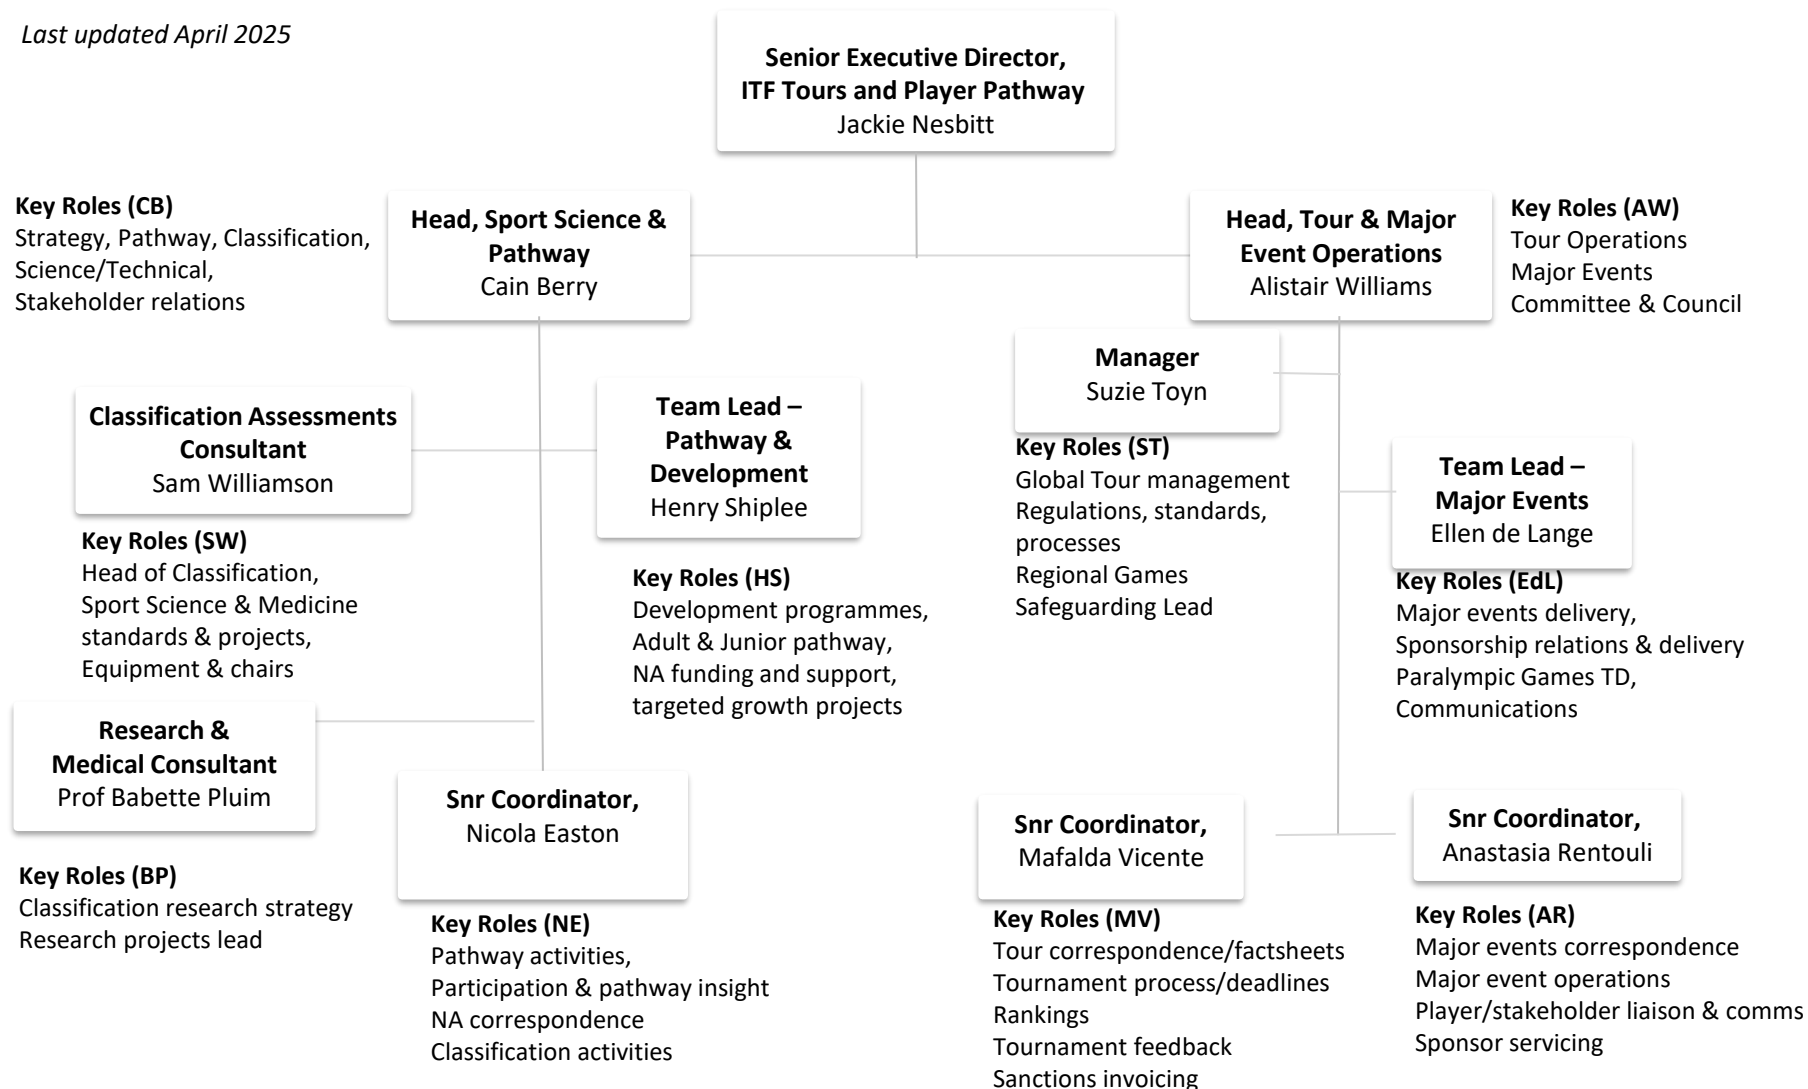 Last updated April 2025
Senior Executive Director,
ITF Tours and Player Pathway
Jackie Nesbitt
Key Roles (CB)
Strategy, Pathway, Classification,
Science/Technical,
Stakeholder relations
Head, Sport Science &
Pathway
Cain Berry
Head, Tour & Major
Event Operations
Alistair Williams
Key Roles (AW)
Tour Operations
Major Events
Committee & Council
Classification Assessments
Consultant
Sam Williamson
Key Roles (SW)
Head of Classification,
Sport Science & Medicine
standards & projects,
Equipment & chairs
Team Lead –
Pathway &
Development
Henry Shiplee
Key Roles (HS)
Development programmes,
Adult & Junior pathway,
NA funding and support,
targeted growth projects
Manager
Suzie Toyn
Key Roles (ST)
Global Tour management
Regulations, standards,
processes
Regional Games
Safeguarding Lead
Team Lead –
Major Events
Ellen de Lange
Key Roles (EdL)
Major events delivery,
Sponsorship relations & delivery
Paralympic Games TD,
Communications
Research &
Medical Consultant
Prof Babette Pluim
Key Roles (BP)
Classification research strategy
Research projects lead
Snr Coordinator,
Nicola Easton
Key Roles (NE)
Pathway activities,
Participation & pathway insight
NA correspondence
Classification activities
Snr Coordinator,
Mafalda Vicente
Key Roles (MV)
Tour correspondence/factsheets
Tournament process/deadlines
Rankings
Tournament feedback
Sanctions invoicing
Snr Coordinator,
Anastasia Rentouli
Key Roles (AR)
Major events correspondence
Major event operations
Player/stakeholder liaison & comms
Sponsor servicing